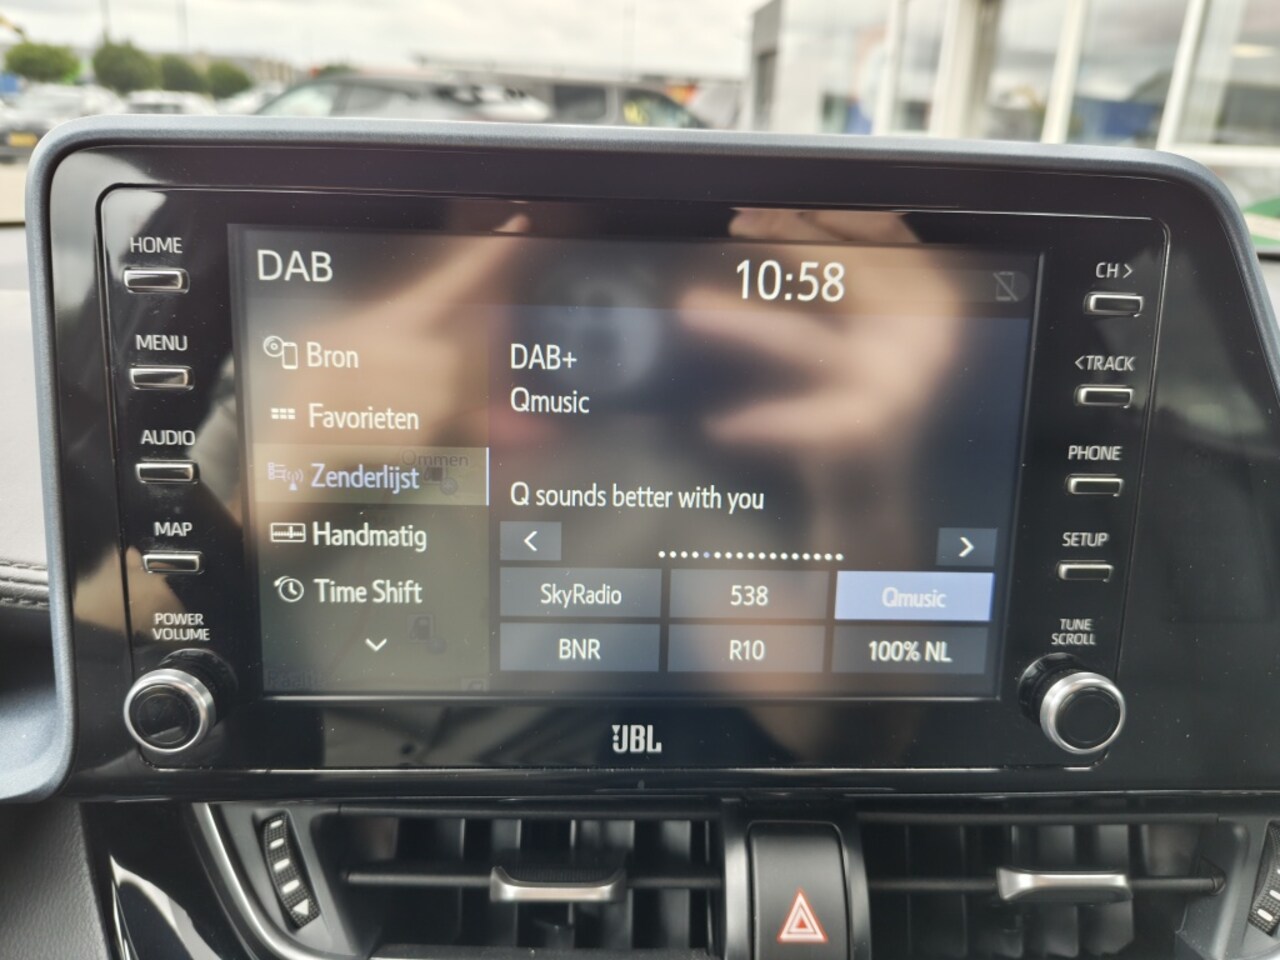 HOME
MENU
AUDIO
MAP
POWER
VOLUME
DAB
10:58
Bron
Favorieten
Zenderlijst
Ommen
Handmatig
Time Shift
DAB+
Qmusic
Q sounds better with you
<
>
SkyRadio
538
Qmusic
BNR
R10
100% NL
CH >
< TRACK
PHONE
SETUP
TUNE
SCROLL
JBL